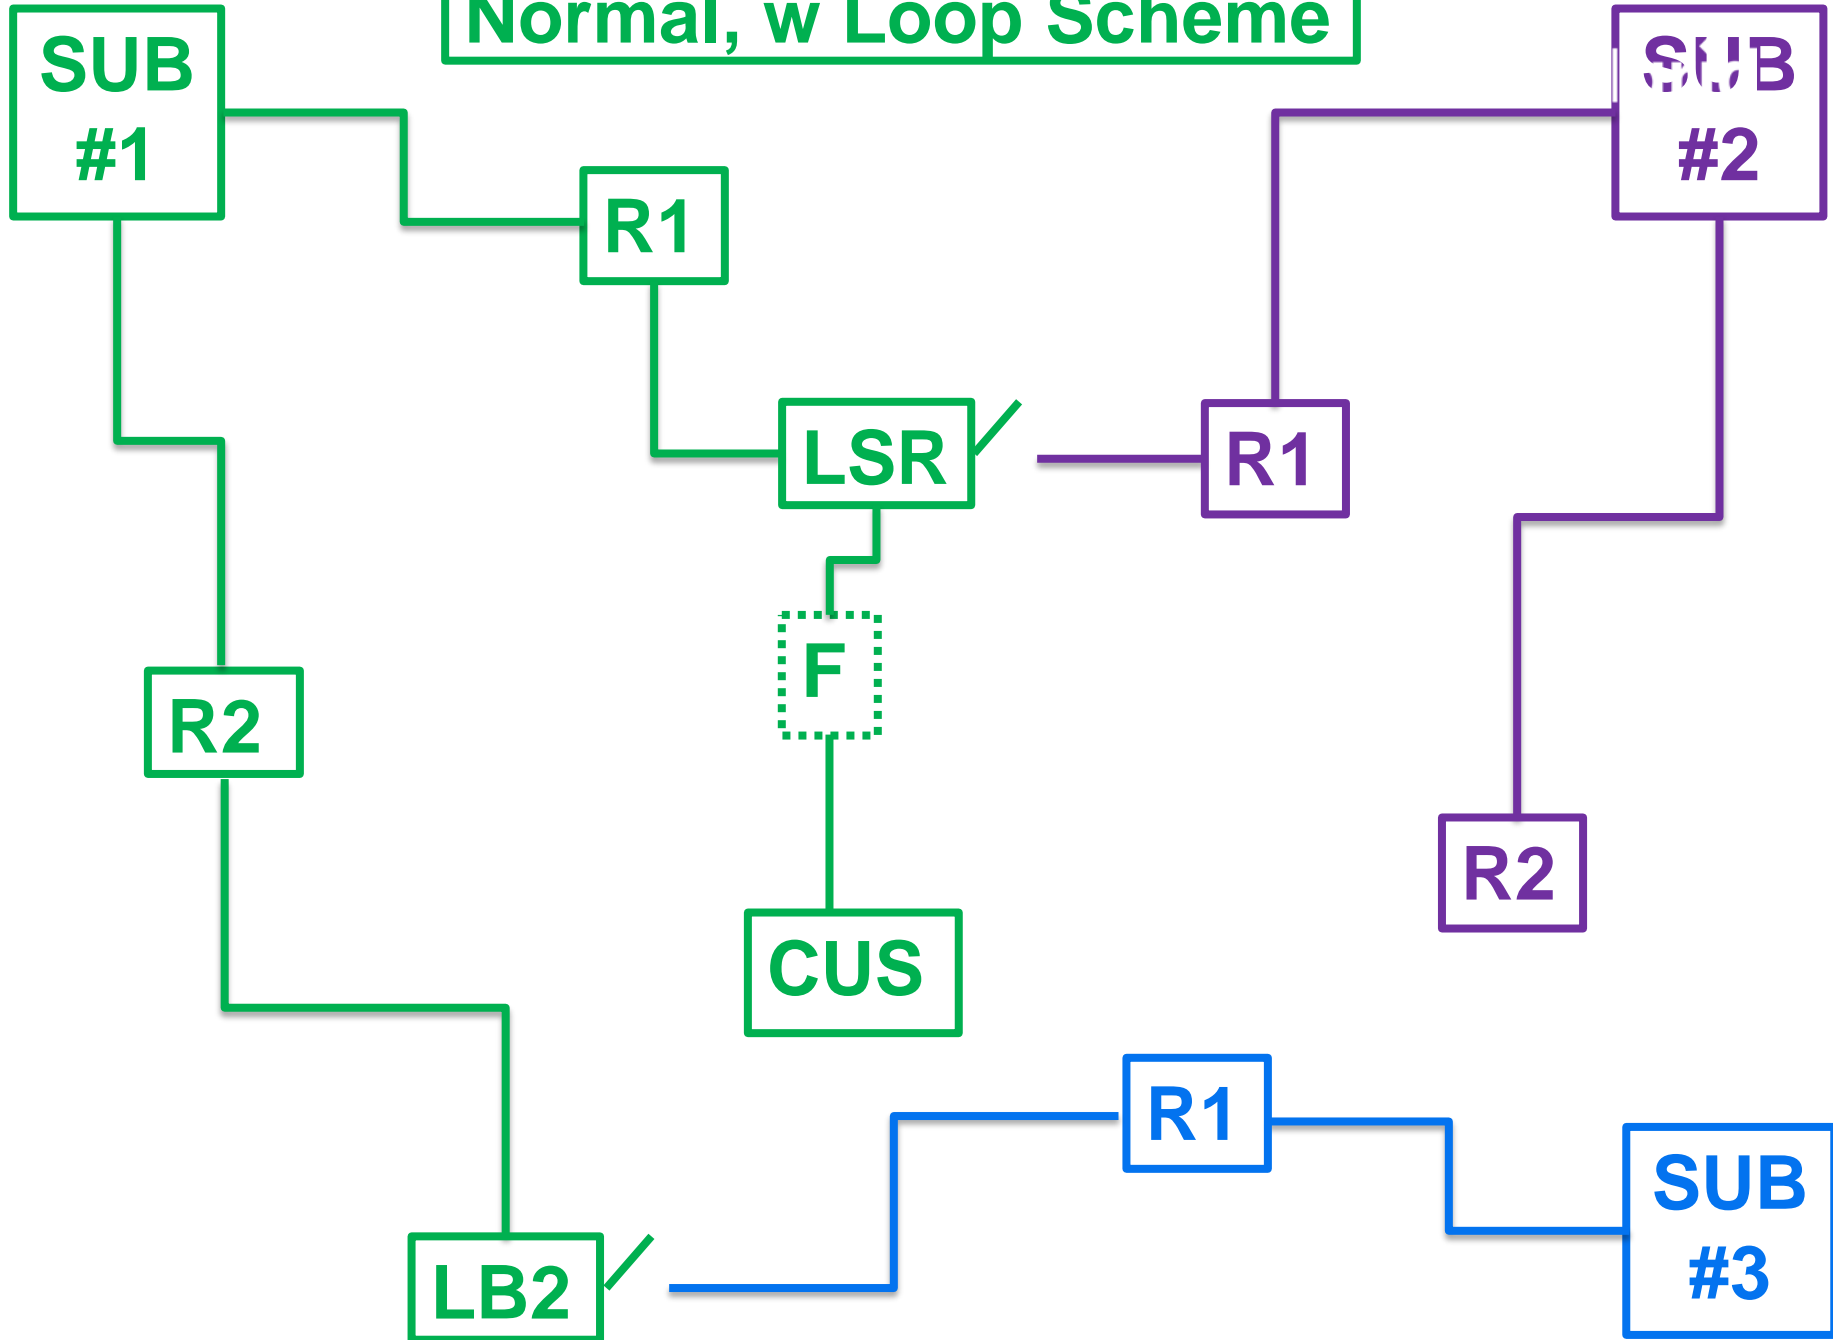 Normal, w Loop Scheme
SUB
#1
SUB
#2
R1
LSR
R1
F
R2
R2
CUS
R1
SUB
#3
LB2